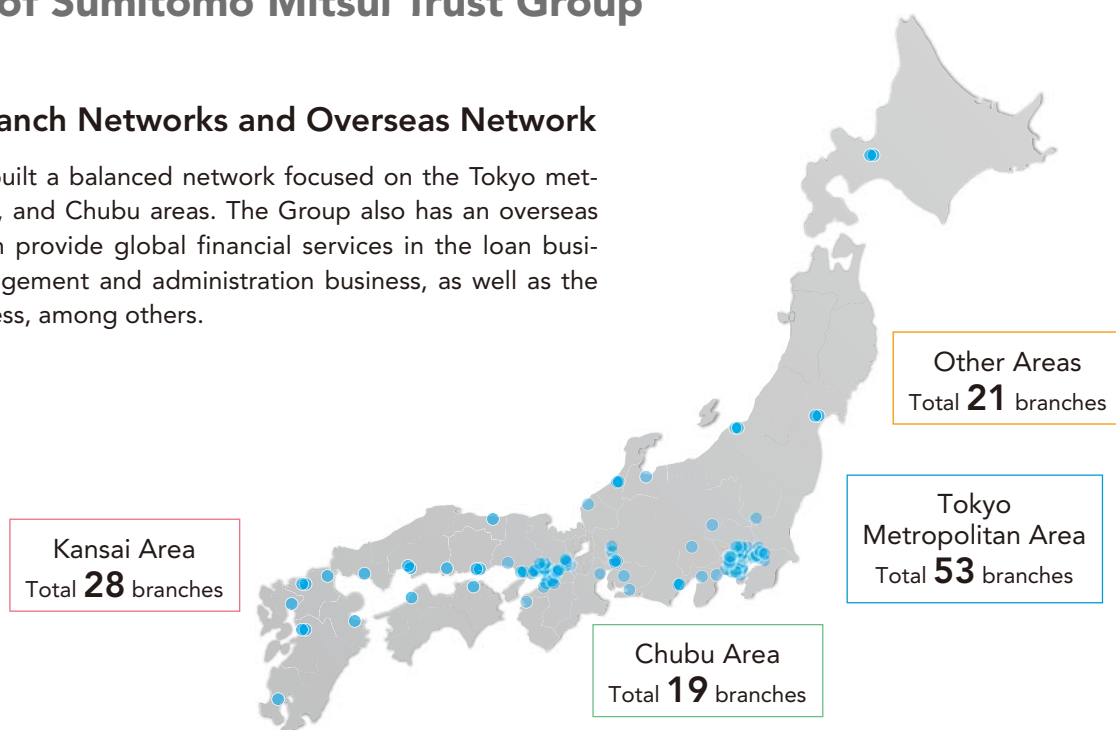 of Sumitomo Mitsui Trust Group
anch Networks and Overseas Network
built a balanced network focused on the Tokyo met-
, and Chubu areas. The Group also has an overseas
provide global financial services in the loan busi-
gement and administration business, as well as the
ess, among others.
Other Areas
Total 21 branches
Tokyo
Metropolitan Area
Total 53 branches
Kansai Area
Total 28 branches
Chubu Area
Total 19 branches